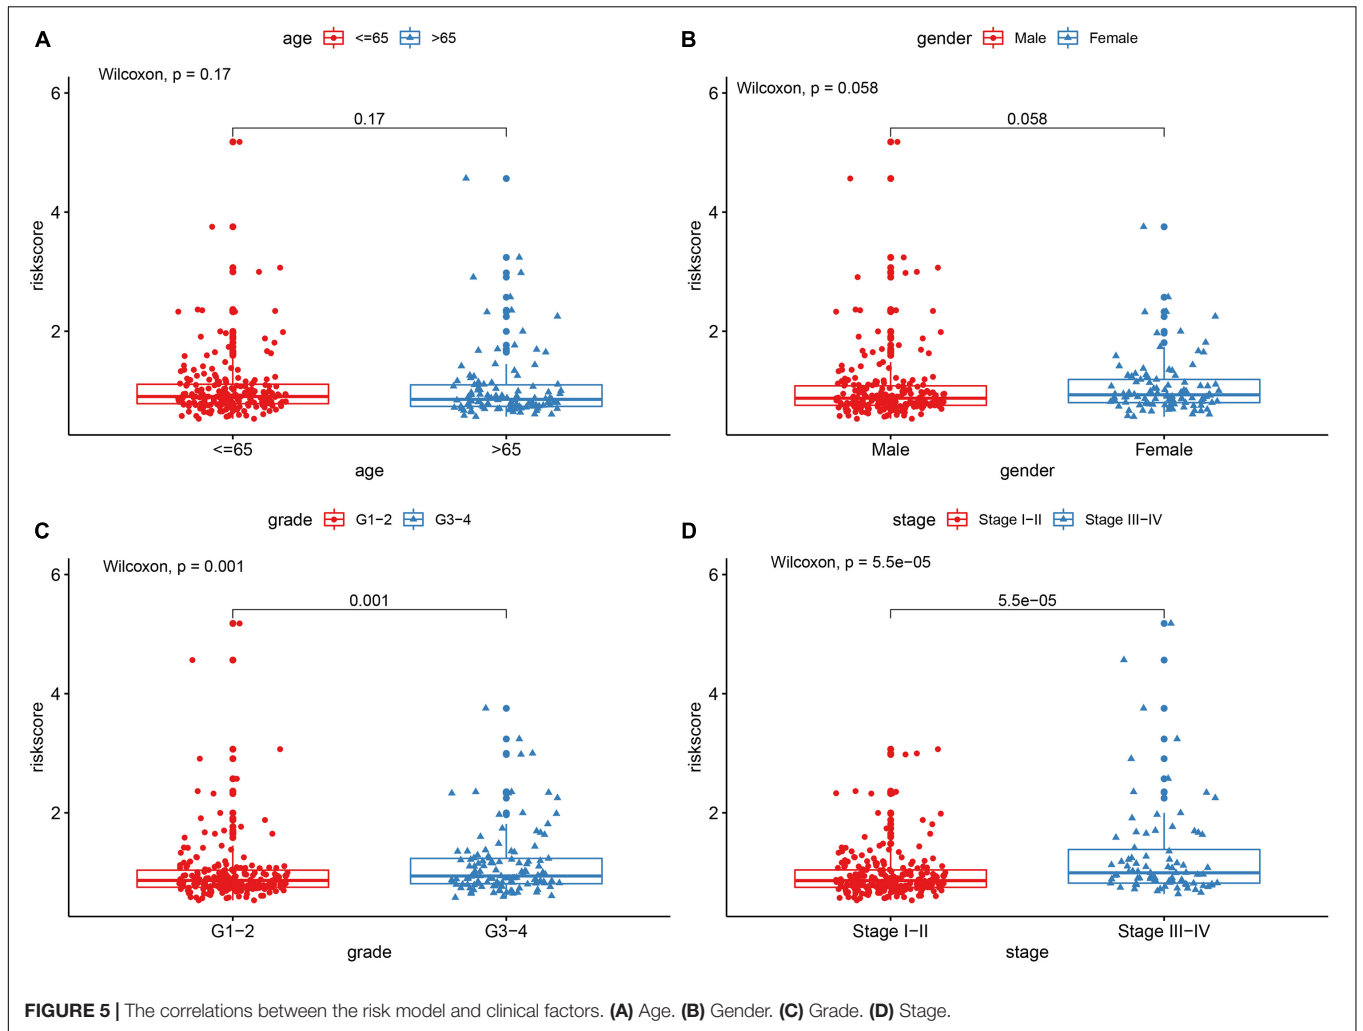 A
age <=65 >65
Wilcoxon, p = 0.17
0.17
6
4
2
riskscore
<=65 >65
age
B
gender Male Female
Wilcoxon, p = 0.058
0.058
6
4
2
riskscore
Male Female
gender
C
grade G1−2 G3−4
Wilcoxon, p = 0.001
0.001
6
4
2
riskscore
G1−2 G3−4
grade
D
stage Stage I−II Stage III−IV
Wilcoxon, p = 5.5e−05
5.5e−05
6
4
2
riskscore
Stage I−II Stage III−IV
stage
FIGURE 5 | The correlations between the risk model and clinical factors. (A) Age. (B) Gender. (C) Grade. (D) Stage.